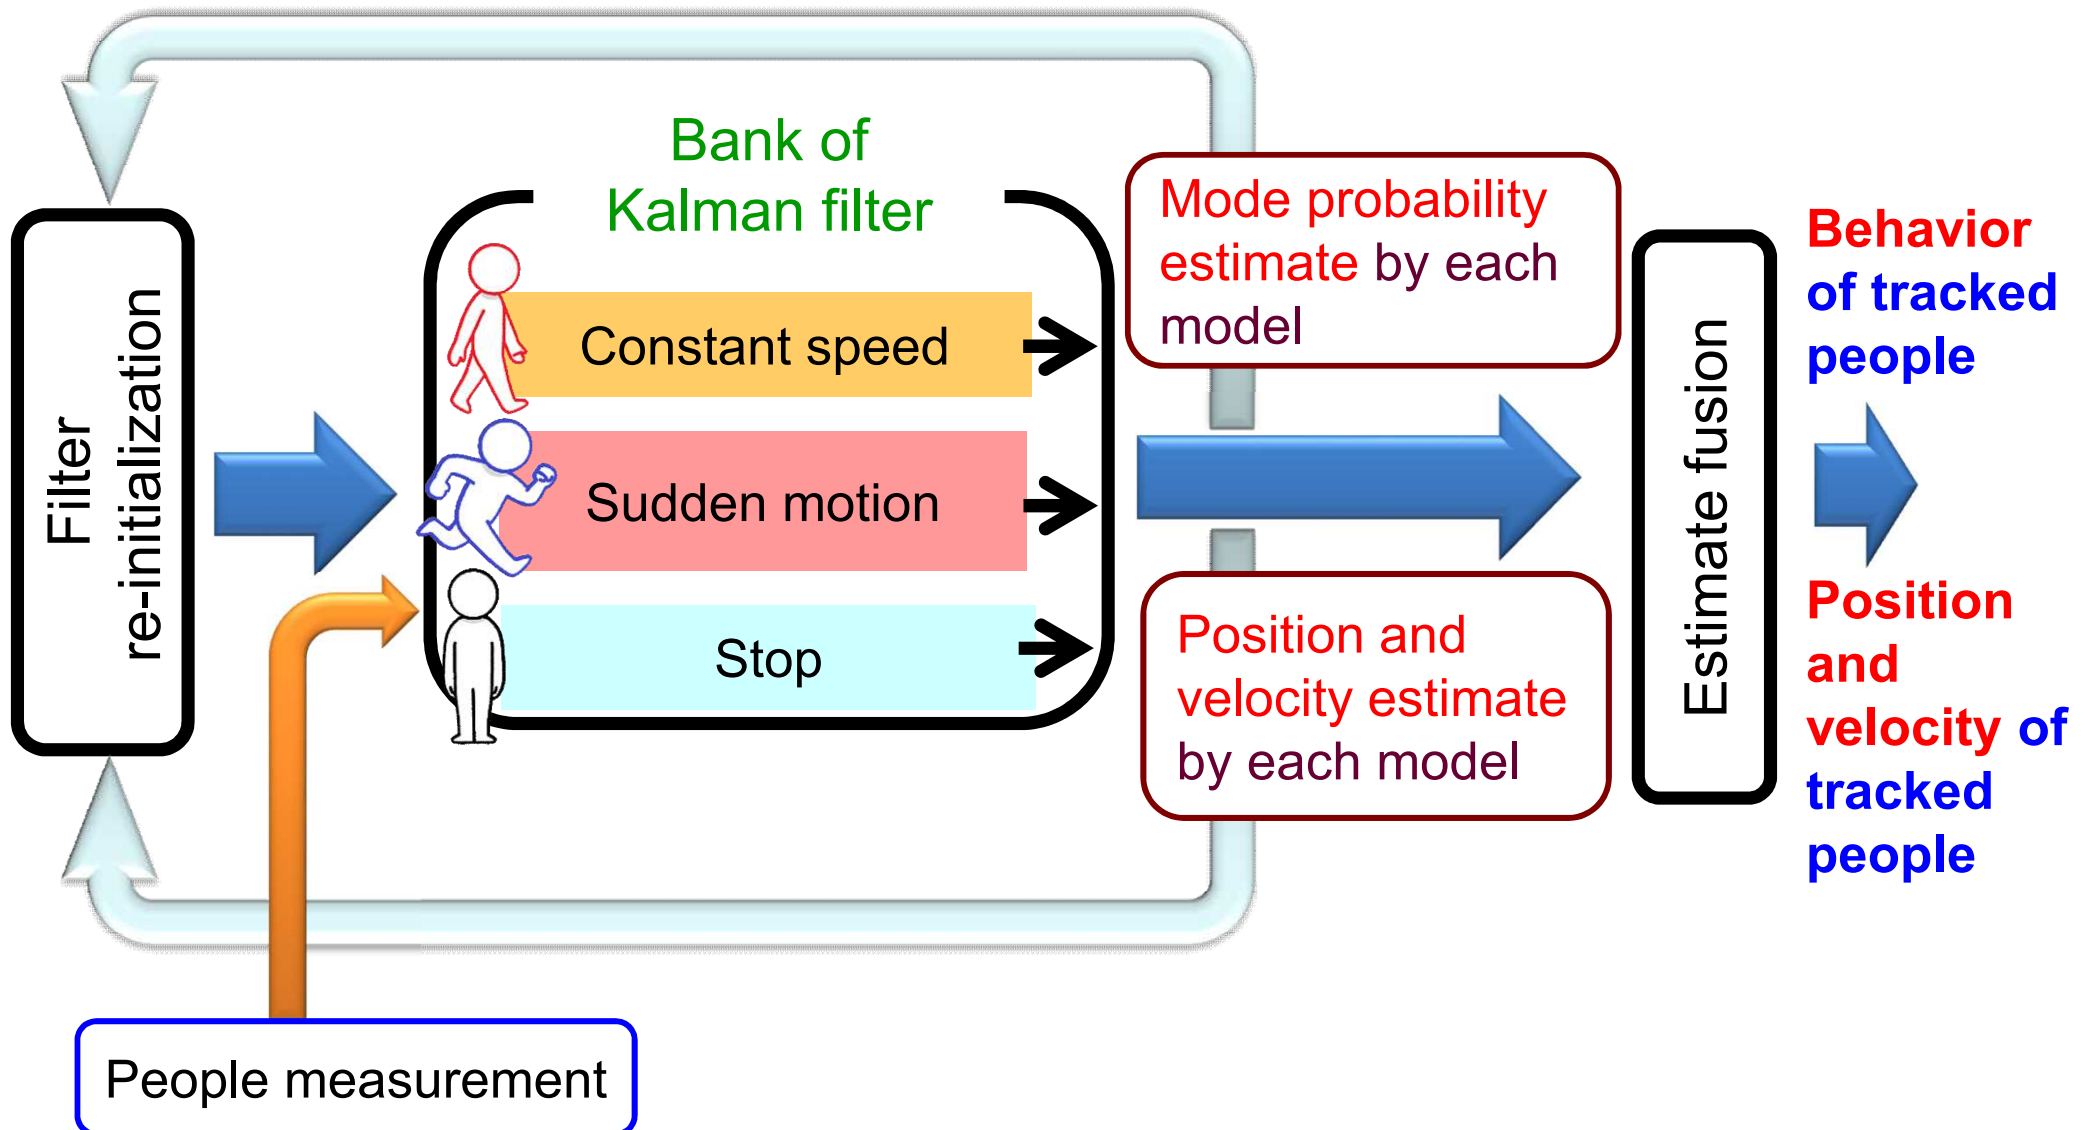 Filter
re-initialization
Bank of
Kalman filter
Constant speed
Sudden motion
Stop
Mode probability
estimate by each
model
Position and
velocity estimate
by each model
Estimate fusion
Behavior
of tracked
people
Position
and
velocity of
tracked
people
People measurement